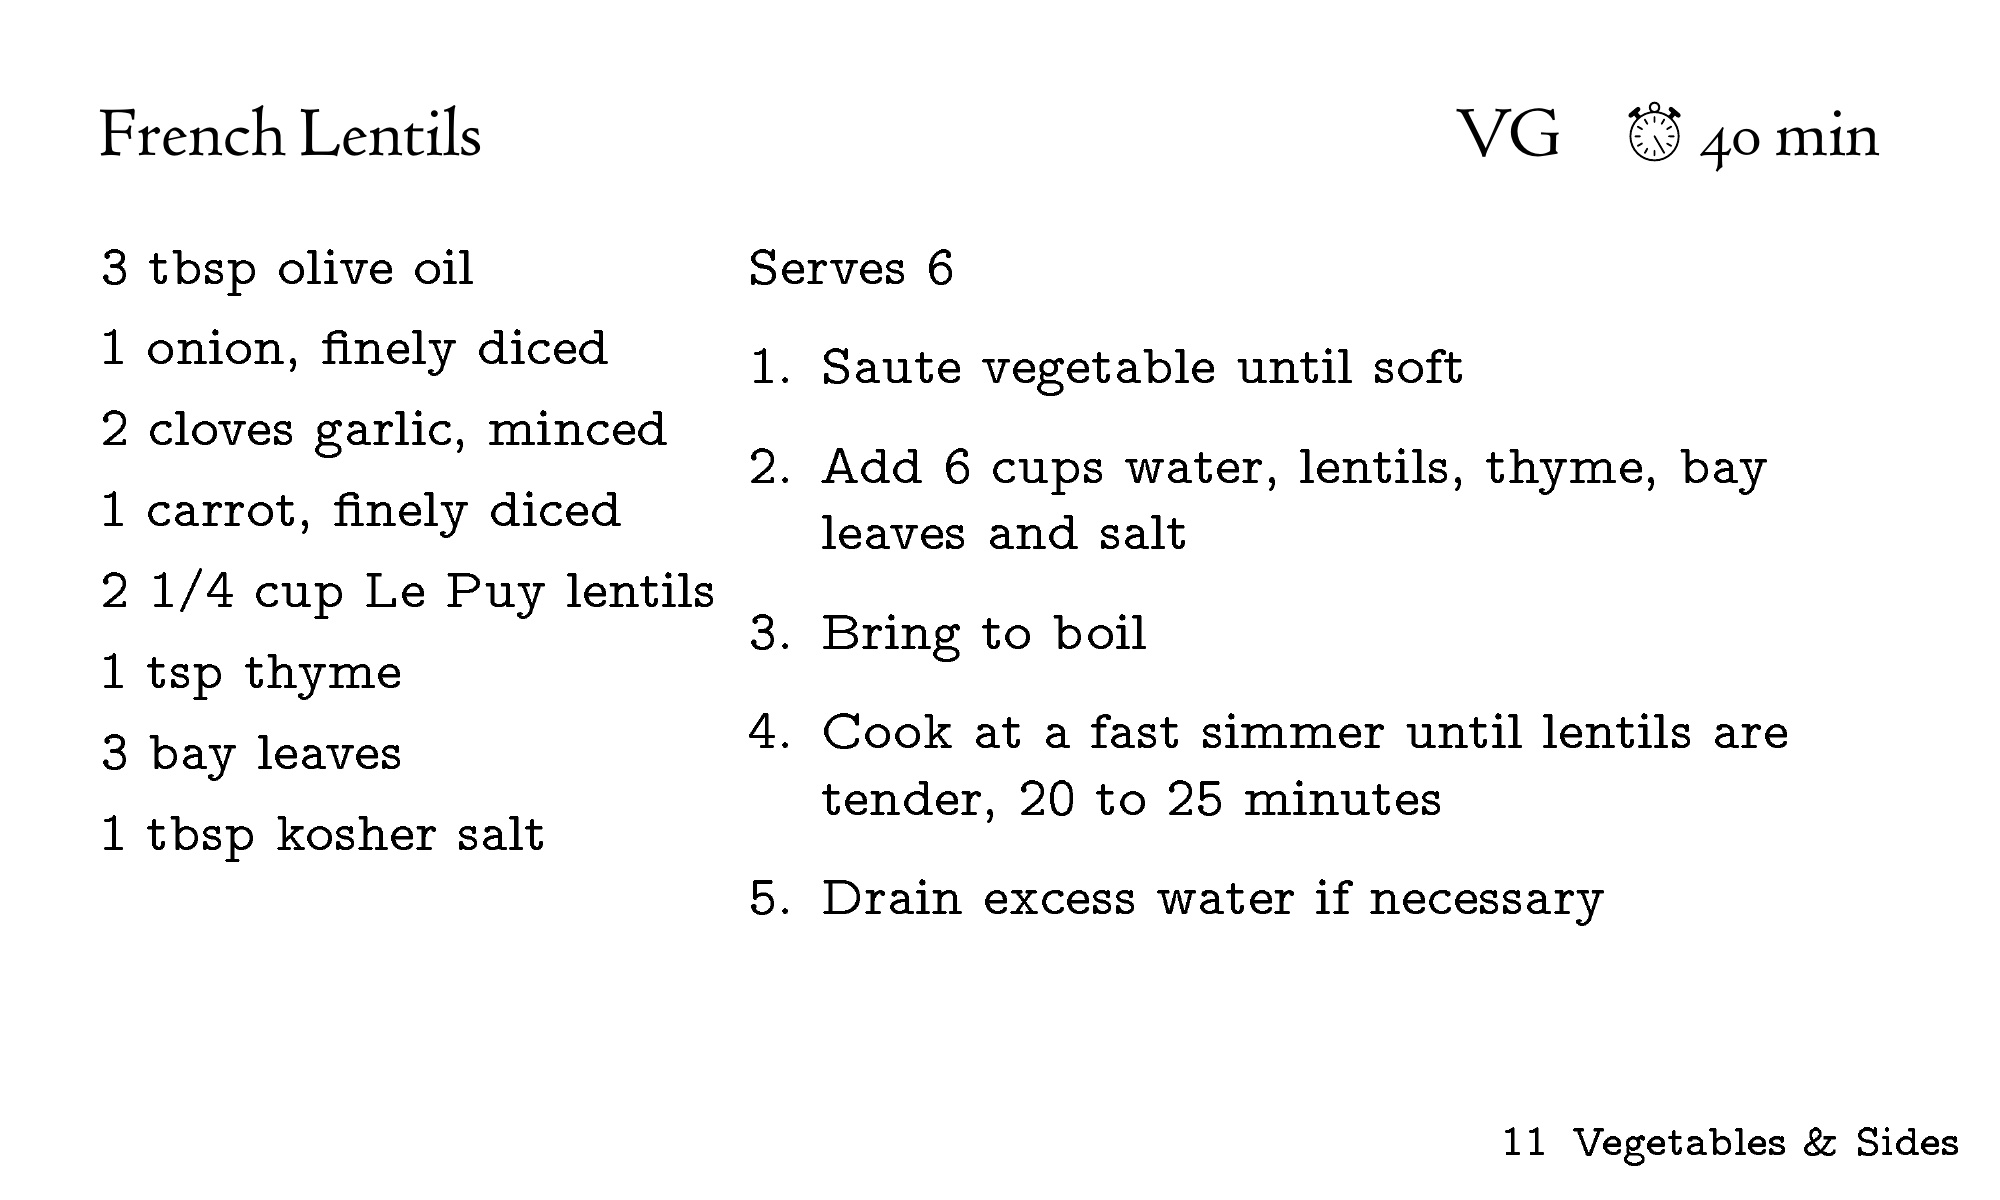 French Lentils
VG 40 min
3 tbsp olive oil
1 onion, finely diced
2 cloves garlic, minced
1 carrot, finely diced
2 1/4 cup Le Puy lentils
1 tsp thyme
3 bay leaves
1 tbsp kosher salt
Serves 6
1. Saute vegetable until soft
2. Add 6 cups water, lentils, thyme, bay
leaves and salt
3. Bring to boil
4. Cook at a fast simmer until lentils are
tender, 20 to 25 minutes
5. Drain excess water if necessary
11 Vegetables & Sides